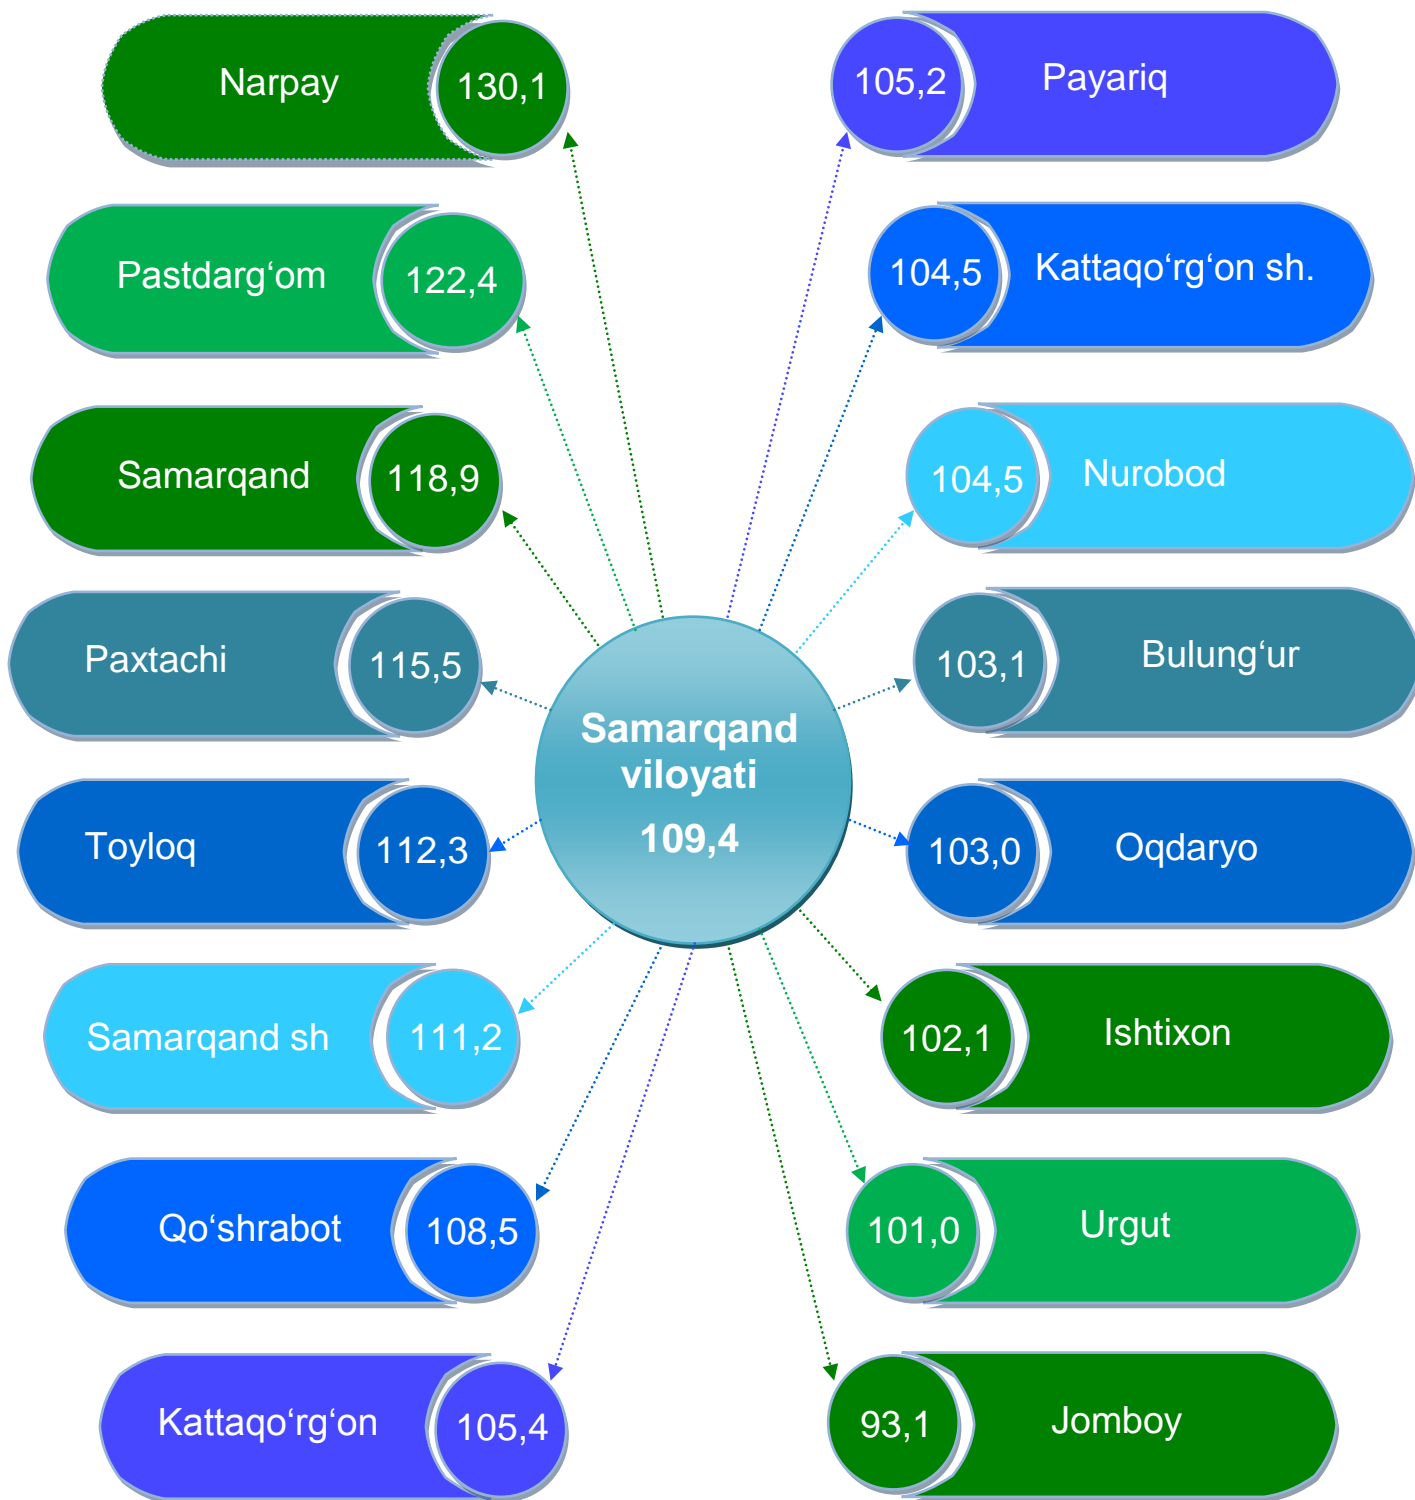 Narpay
130,1
Pastdarg‘om
122,4
Samarqand
118,9
Paxtachi
115,5
Toyloq
112,3
Samarqand sh
111,2
Qo‘shrabot
108,5
Kattaqo‘rg‘on
105,4
Samarqand
viloyati
109,4
105,2
Payariq
104,5
Kattaqo‘rg‘on sh.
104,5
Nurobod
103,1
Bulung‘ur
103,0
Oqdaryo
102,1
Ishtixon
101,0
Urgut
93,1
Jomboy